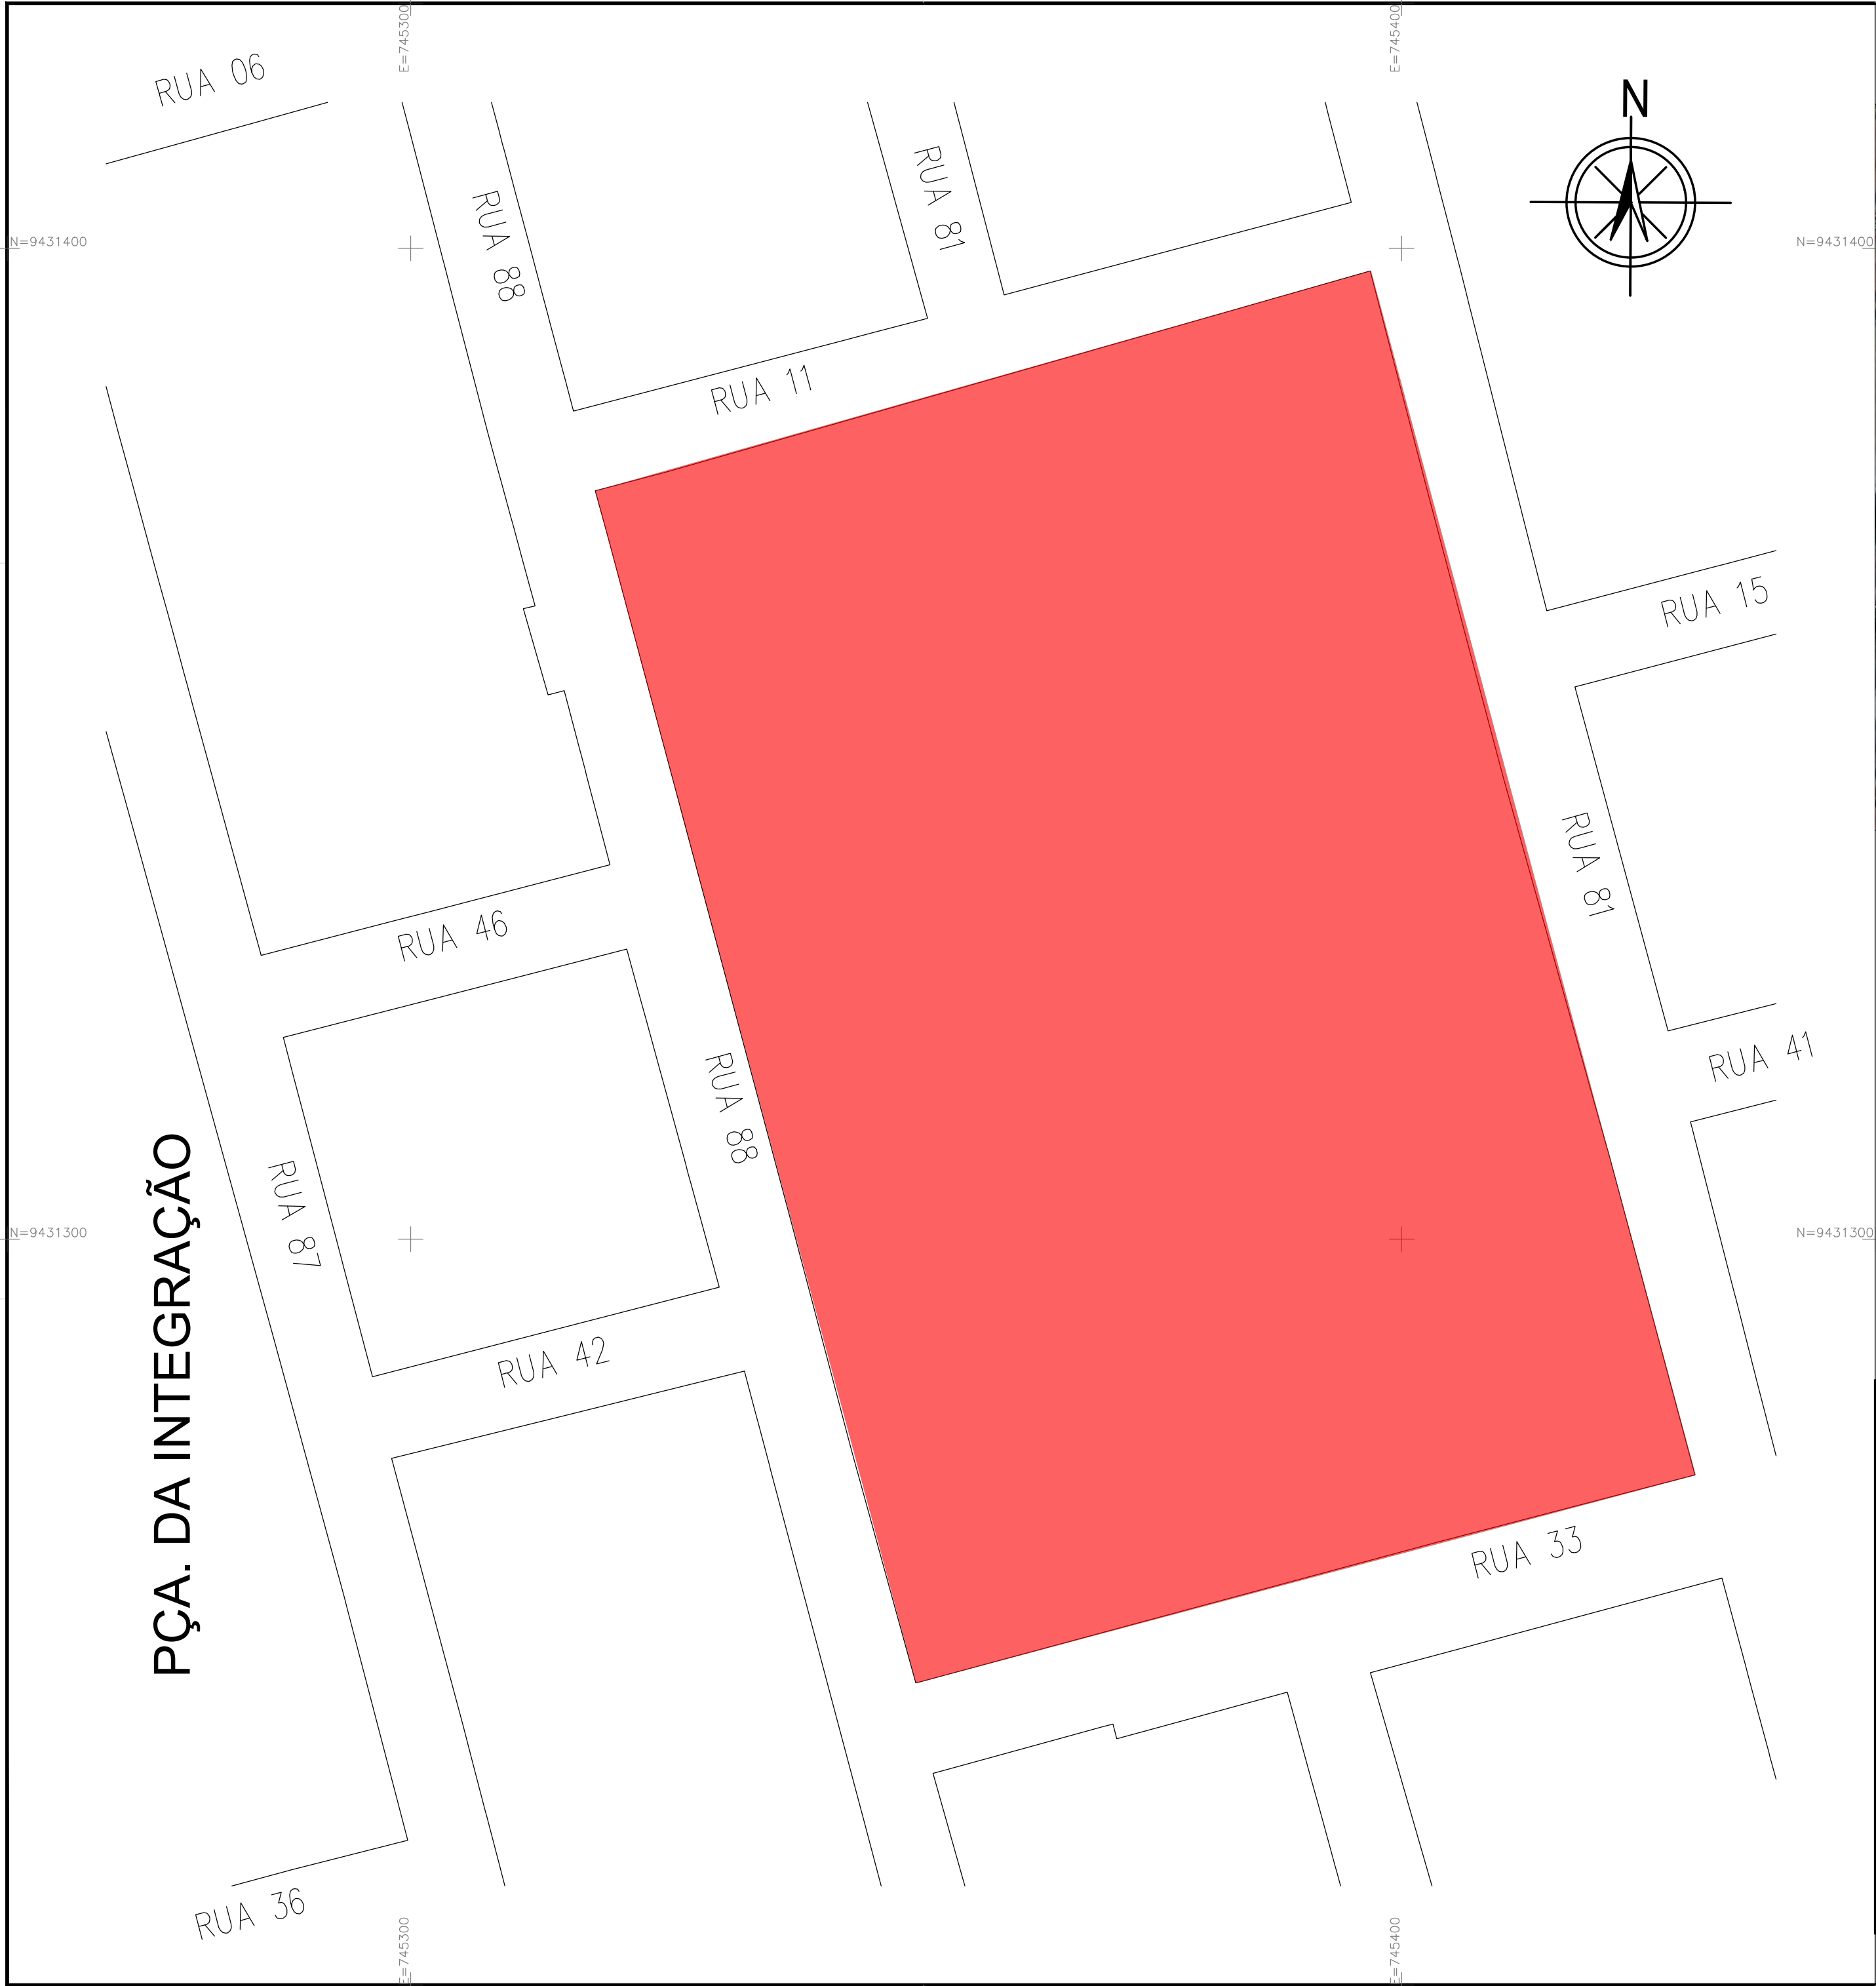 E=745300
E=745400
RUA 06
N
RUA 81
RUA 88
N=9431400
N=9431400
RUA 11
RUA 15
RUA 81
RUA 46
RUA 41
RUA 88
PÇA. DA INTEGRAÇÃO
RUA 87
N=9431300
N=9431300
RUA 42
RUA 33
RUA 36
E=745300
E=745400